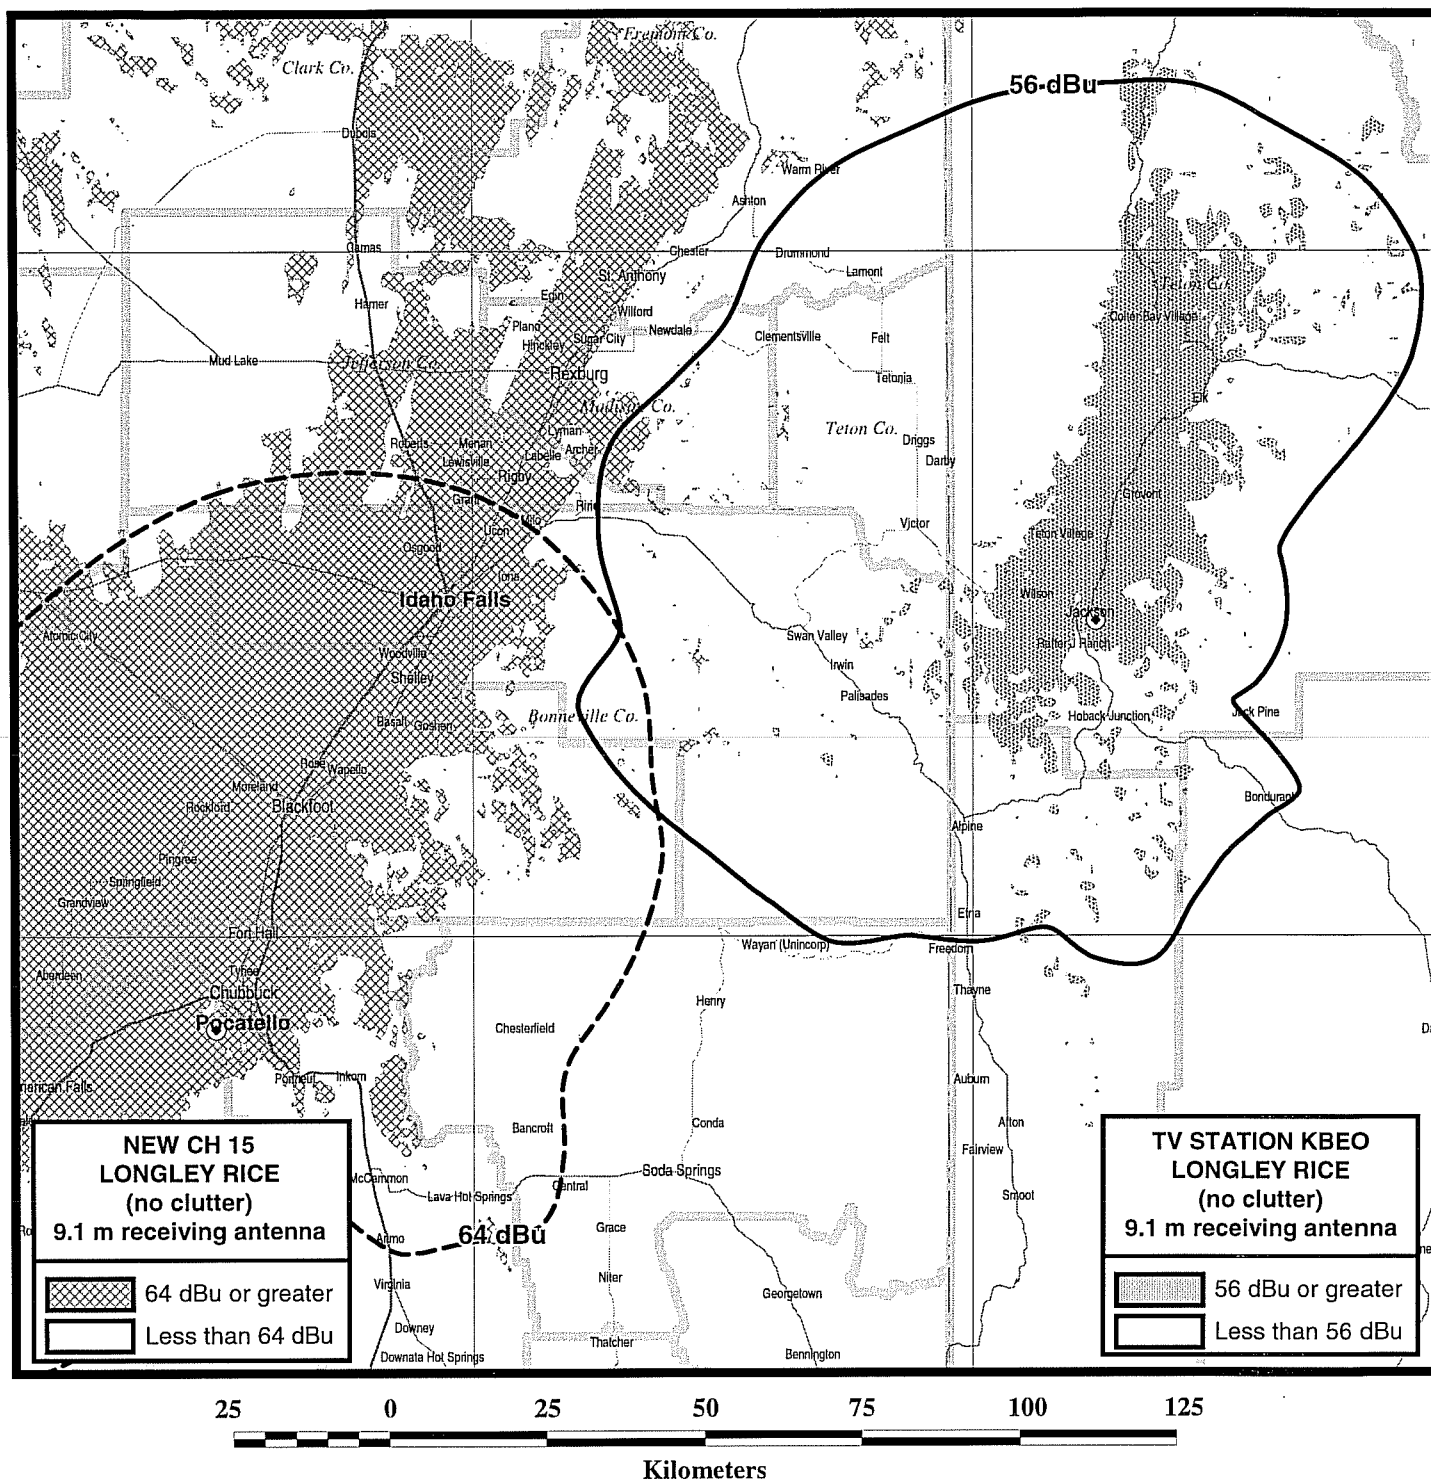 Fremont Co.
Clark Co.
56 dBu
Dubois
Warm River
Ashton
Camas
Chester
Drummond
Lamont
St. Anthony
Teton Co.
Egin
Hamer
Wilford
Colter Bay Village
Plano
Newdale
Hinckley
Sugar City
Clementsville
Felt
Mud Lake
Jefferson Co.
Rexburg
Tetonia
Elk
Madison Co.
Teton Co.
Lyman
Driggs
Roberts
Menan
Labelle
Archer
Lewisville
Darby
Rigby
Grovont
Grant
Ririe
Milo
Ucon
Victor
Teton Village
Osgood
Iona
Idaho Falls
Wilson
Jackson
Atomic City
Swan Valley
Rafter J Ranch
Woodville
Irwin
Shelley
Palisades
Basalt
Goshen
Bonneville Co.
Hoback Junction
Jack Pine
Rose
Wapello
Moreland
Rockford
Blackfoot
Bondurant
Alpine
Pingree
Springfield
Grandview
Etna
Fort Hall
Wayan (Unincorp)
Freedom
Aberdeen
Tyhee
Chubbuck
Thayne
Henry
Pocatello
Chesterfield
Da
Portneuf
Inkom
Auburn
merican Falls
Bancroft
Conda
Afton
Fairview
McCammon
Lava Hot Springs
Central
Soda Springs
Smoot
Ro
Arimo
64 dBu
Grace
Virginia
Niter
Georgetown
Downey
Thatcher
Downata Hot Springs
Bennington
NEW CH 15
LONGLEY RICE
(no clutter)
9.1 m receiving antenna
64 dBu or greater
Less than 64 dBu
TV STATION KBEO
LONGLEY RICE
(no clutter)
9.1 m receiving antenna
56 dBu or greater
Less than 56 dBu
25 0 25 50 75 100 125
Kilometers